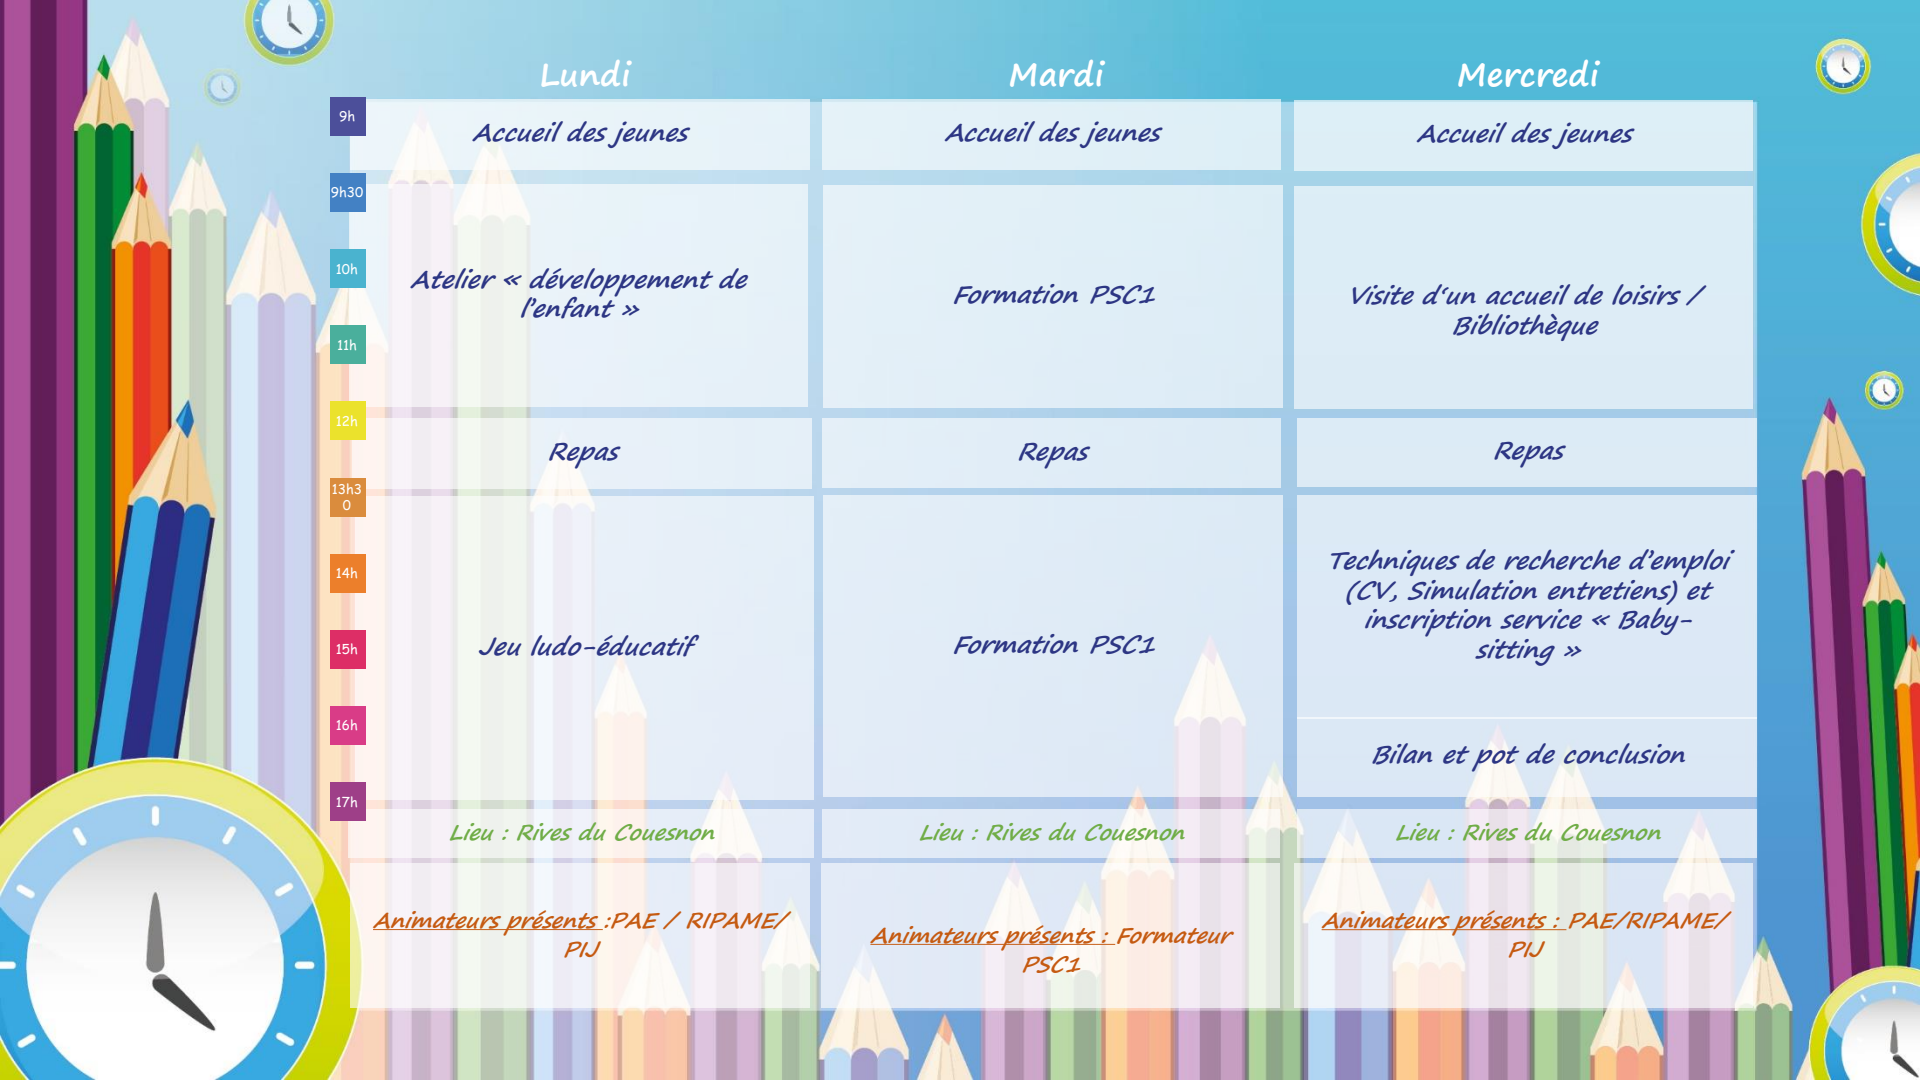 Lundi
Mardi
Mercredi
9h
Accueil des jeunes
Accueil des jeunes
Accueil des jeunes
9h30
10h
11h
Atelier « développement de
l'enfant »
Formation PSC1
Visite d‘un accueil de loisirs /
Bibliothèque
12h
Repas
Repas
Repas
13h3
0
14h
15h
16h
Jeu ludo-éducatif
Formation PSC1
Techniques de recherche d'emploi
(CV, Simulation entretiens) et
inscription service « Baby-
sitting »
Bilan et pot de conclusion
17h
Lieu : Rives du Couesnon
Lieu : Rives du Couesnon
Lieu : Rives du Couesnon
Animateurs présents :PAE / RIPAME/
PIJ
Animateurs présents : Formateur
PSC1
Animateurs présents : PAE/RIPAME/
PIJ